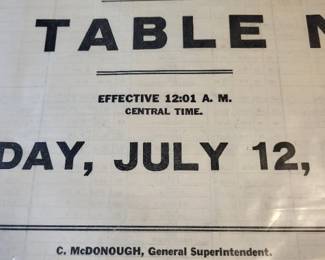 TABLE N
EFFECTIVE 12:01 A. M.
CENTRAL TIME.
DAY, JULY 12,
C. McDONOUGH, General Superintendent.